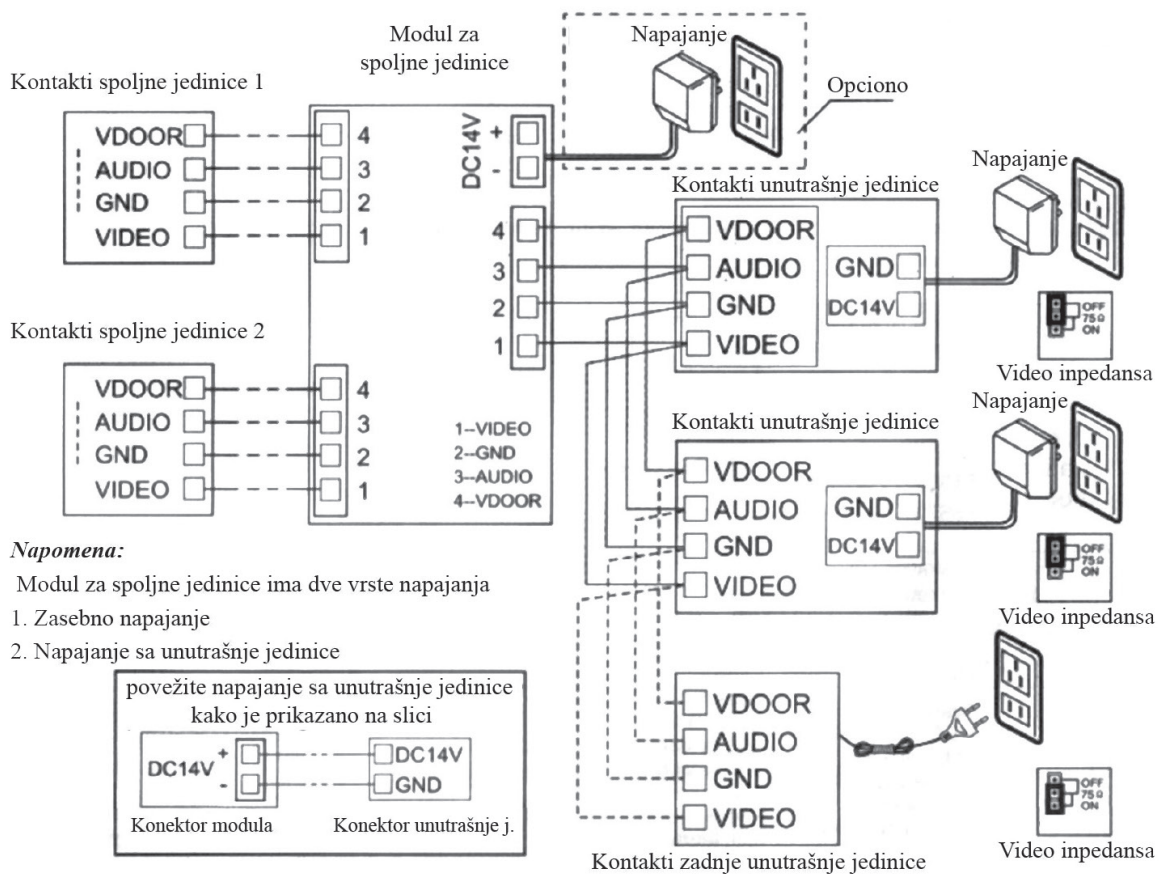 Modul za
spoljne jedinice
Napajanje
Opciono
Kontakti spoljne jedinice 1
VDOOR
AUDIO
GND
VIDEO
4
3
2
1
DC14V
+
-
4
3
2
1
Kontakti unutrašnje jedinice
VDOOR
AUDIO
GND
VIDEO
GND
DC14V
Napajanje
OFF
75Ω
ON
Video inpedansa
Kontakti spoljne jedinice 2
VDOOR
AUDIO
GND
VIDEO
4
3
2
1
1--VIDEO
2--GND
3--AUDIO
4--VDOOR
Kontakti unutrašnje jedinice
VDOOR
AUDIO
GND
VIDEO
GND
DC14V
Napajanje
OFF
75Ω
ON
Video inpedansa
Napomena:
Modul za spoljne jedinice ima dve vrste napajanja
1. Zasebno napajanje
2. Napajanje sa unutrašnje jedinice
povežite napajanje sa unutrašnje jedinice
kako je prikazano na slici
DC14V
+
-
DC14V
GND
Konektor modula
Konektor unutrašnje j.
VDOOR
AUDIO
GND
VIDEO
OFF
75Ω
ON
Video inpedansa
Kontakti zadnje unutrašnje jedinice